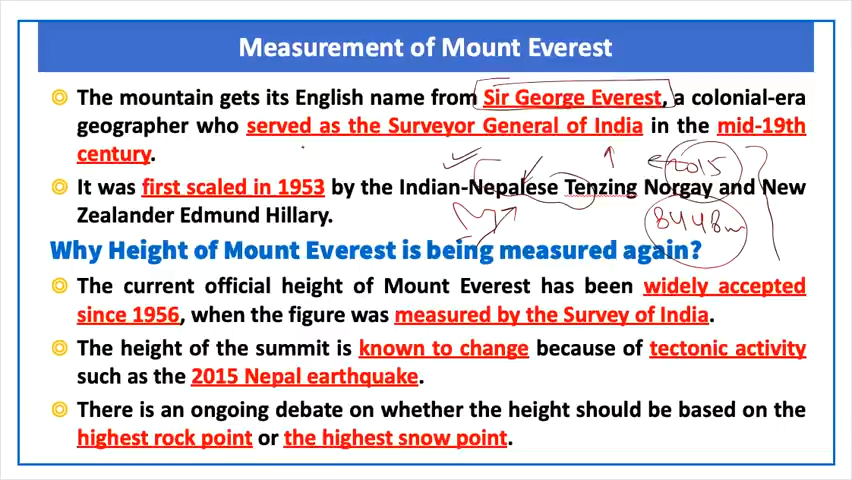 Measurement of Mount Everest
The mountain gets its English name from Sir George Everest, a colonial-era
geographer who served as the Surveyor General of India in the mid-19th
century.
2015
It was first scaled in 1953 by the Indian-Nepalese Tenzing Norgay and New
Zealander Edmund Hillary.
8448m
Why Height of Mount Everest is being measured again?
The current official height of Mount Everest has been widely accepted
since 1956, when the figure was measured by the Survey of India.
The height of the summit is known to change because of tectonic activity
such as the 2015 Nepal earthquake.
There is an ongoing debate on whether the height should be based on the
highest rock point or the highest snow point.